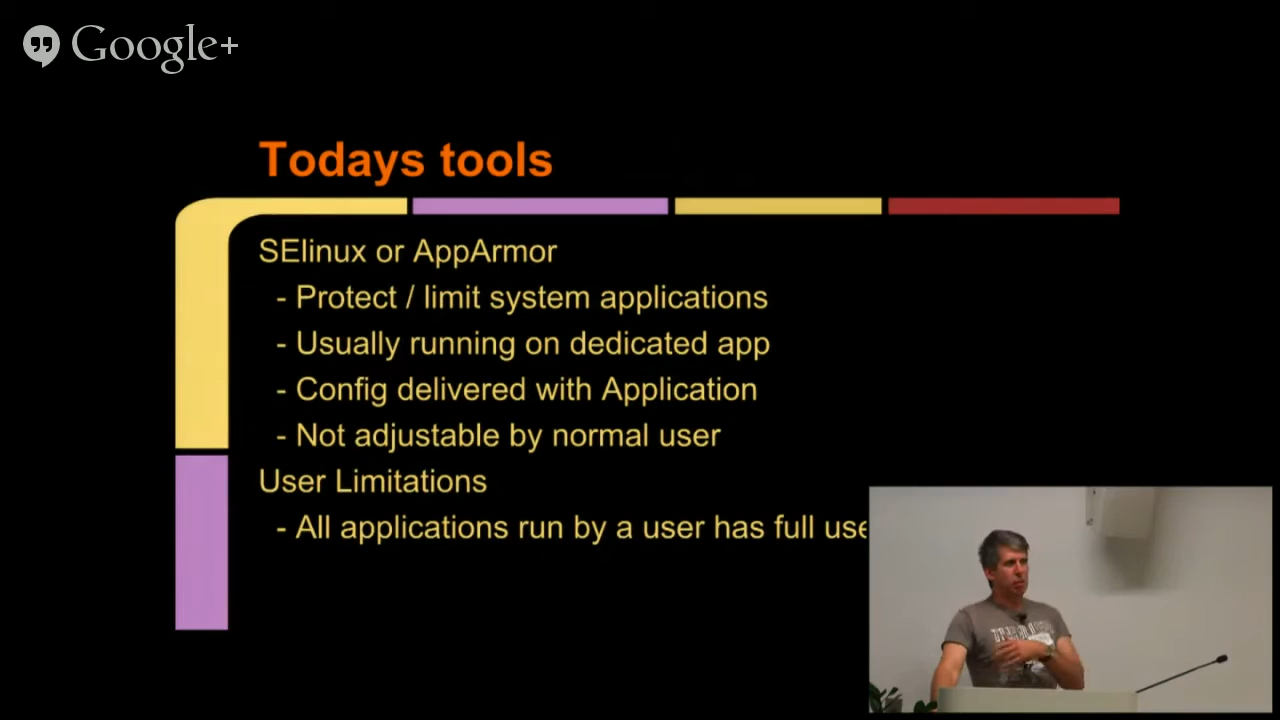 Google+
Todays tools
SElinux or AppArmor
- Protect / limit system applications
- Usually running on dedicated app
- Config delivered with Application
- Not adjustable by normal user
User Limitations
- All applications run by a user has full use